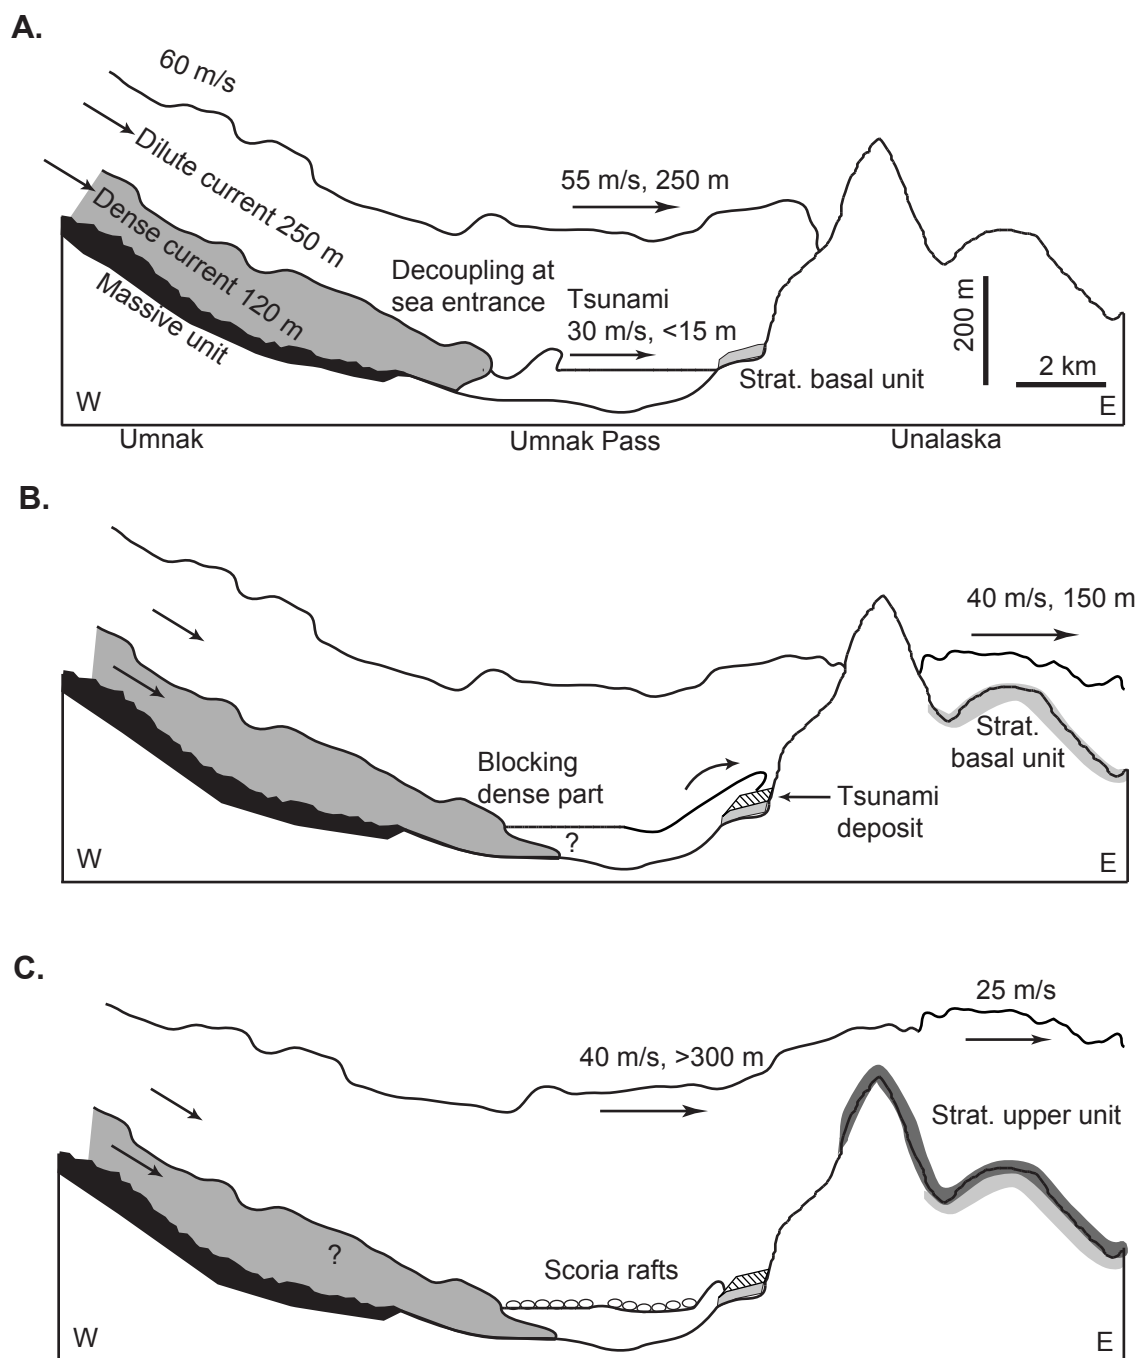 A.
60 m/s
Dilute current 250 m
Dense current 120 m
Massive unit
55 m/s, 250 m
Decoupling at
sea entrance
Tsunami
30 m/s, <15 m
Strat. basal unit
200 m
2 km
W
E
Umnak
Umnak Pass
Unalaska
B.
40 m/s, 150 m
Strat.
basal unit
Blocking
dense part
?
Tsunami
deposit
W
E
C.
25 m/s
40 m/s, >300 m
Strat. upper unit
?
Scoria rafts
W
E